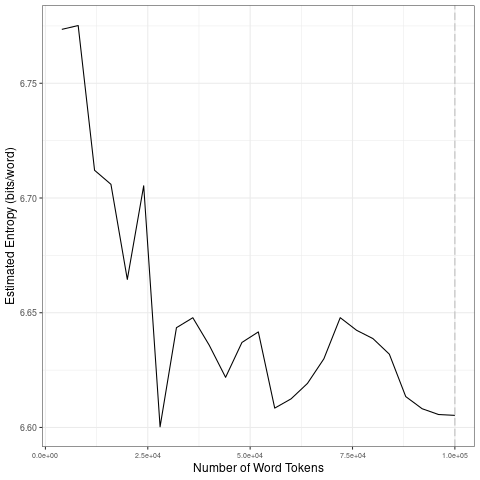 Estimated Entropy (bits/word)
6.75
6.70
6.65
6.60
0.0e+00 2.5e+04 5.0e+04 7.5e+04 1.0e+05
Number of Word Tokens